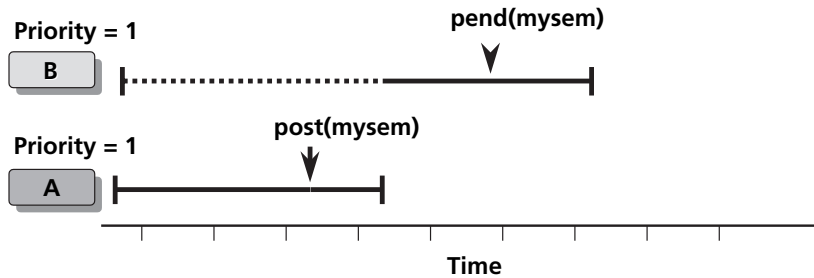 pend(mysem)
Priority = 1
B
post(mysem)
Priority = 1
A
Time